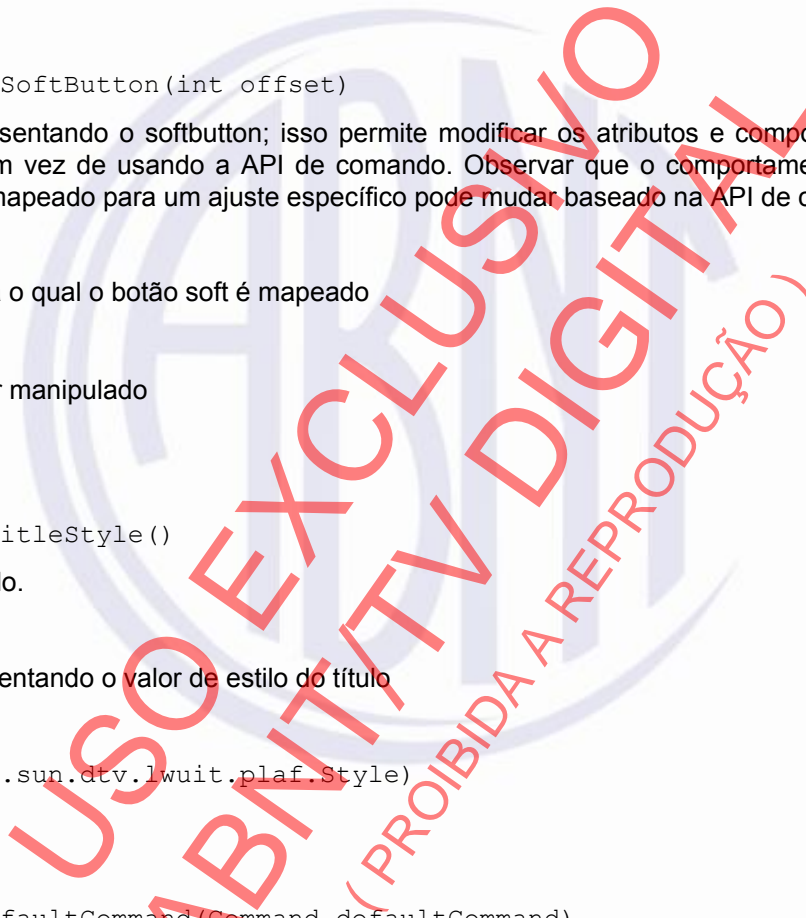 SoftButton(int offset)
sentando o softbutton; isso permite modificar os atributos e compo
m vez de usando a API de comando. Observar que o comportame
mapeado para um ajuste específico pode mudar baseado na API de c
o qual o botão soft é mapeado
r manipulado
itleStyle()
lo.
entando o valor de estilo do título
.sun.dtv.lwuit.plaf.Style)
faultCommand(Command defaultCommand)
USO EXCLUSIVO
ABNT/TV DIGITAL
( PROIBIDA A REPRODUÇÃO )
ABNT